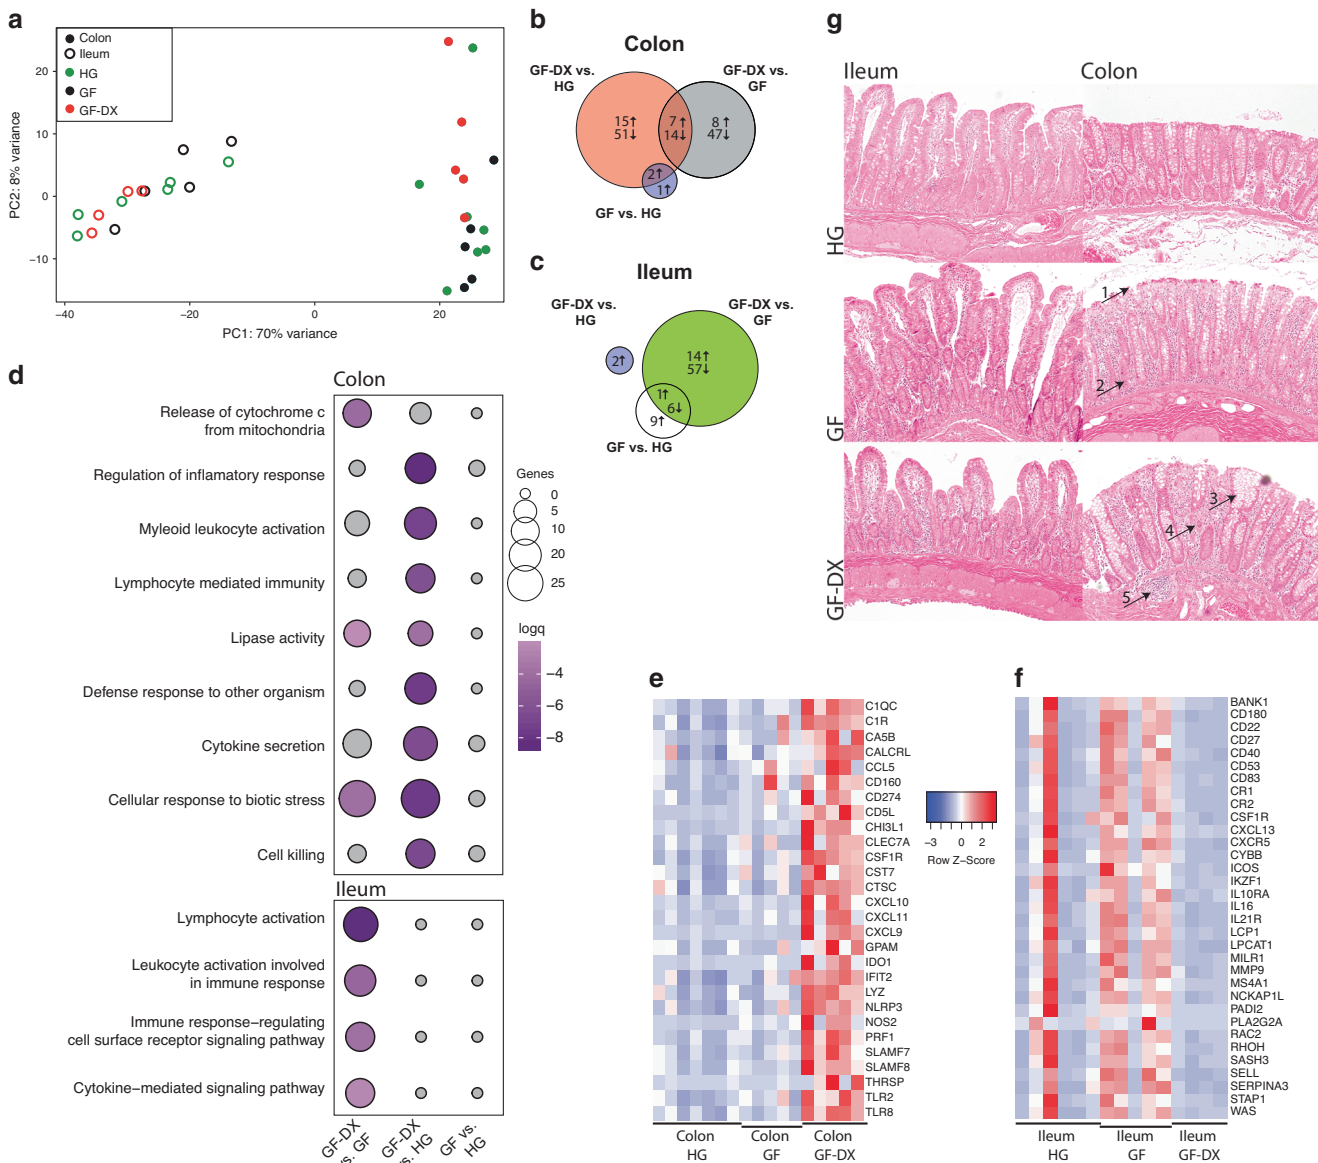 a
Colon
Ileum
HG
GF
GF-DX
20
10
0
−10
PC2: 8% variance
−40
−20
0
20
PC1: 70% variance
b
Colon
GF-DX vs.
HG
GF-DX vs.
GF
15↑
51↓
7↑
14↓
8↑
47↓
2↑
1↑
GF vs. HG
c
Ileum
GF-DX vs.
HG
GF-DX vs.
GF
2↑
14↑
57↓
1↑
6↓
9↑
GF vs. HG
d
Colon
Release of cytochrome c
from mitochondria
Regulation of inflamatory response
Myleoid leukocyte activation
Lymphocyte mediated immunity
Lipase activity
Defense response to other organism
Cytokine secretion
Cellular response to biotic stress
Cell killing
Ileum
Lymphocyte activation
Leukocyte activation involved
in immune response
Immune response−regulating
cell surface receptor signaling pathway
Cytokine−mediated signaling pathway
GF-DX
vs. GF
GF-DX
vs. HG
GF vs.
HG
Genes
0
5
10
20
25
logq
−4
−6
−8
e
C1QC
C1R
CA5B
CALCRL
CCL5
CD160
CD274
CD5L
CHI3L1
CLEC7A
CSF1R
CST7
CTSC
CXCL10
CXCL11
CXCL9
GPAM
IDO1
IFIT2
LYZ
NLRP3
NOS2
PRF1
SLAMF7
SLAMF8
THRSP
TLR2
TLR8
Colon
HG
Colon
GF
Colon
GF-DX
−3
0
2
Row Z−Score
f
BANK1
CD180
CD22
CD27
CD40
CD53
CD83
CR1
CR2
CSF1R
CXCL13
CXCR5
CYBB
ICOS
IKZF1
IL10RA
IL16
IL21R
LCP1
LPCAT1
MILR1
MMP9
MS4A1
NCKAP1L
PADI2
PLA2G2A
RAC2
RHOH
SASH3
SELL
SERPINA3
STAP1
WAS
Ileum
HG
Ileum
GF
Ileum
GF-DX
g
Ileum
Colon
HG
GF
GF-DX
1
2
3
4
5